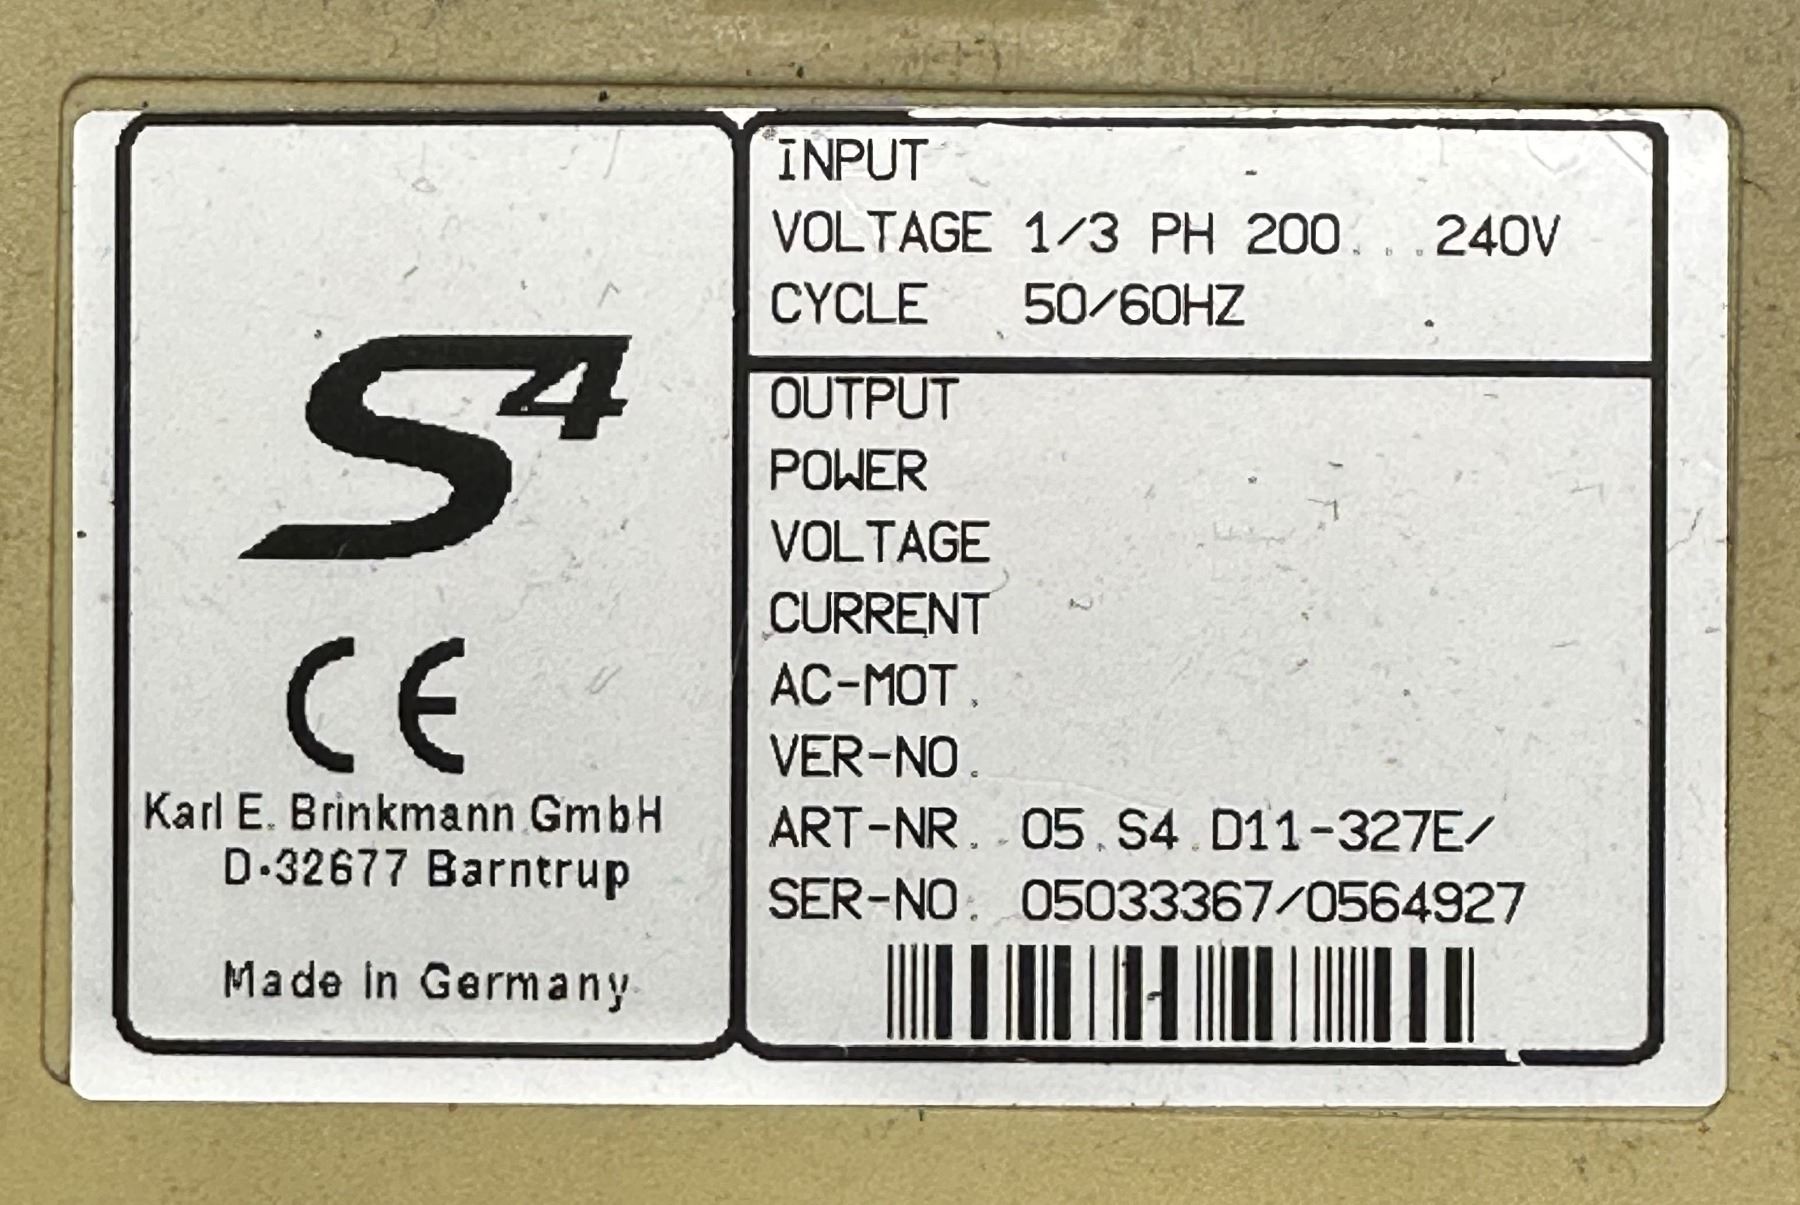 S4
CE
Karl E. Brinkmann GmbH
D-32677 Barntrup
Made in Germany
INPUT
VOLTAGE 1/3 PH 200...240V
CYCLE 50/60HZ
OUTPUT
POWER
VOLTAGE
CURRENT
AC-MOT.
VER-NO.
ART-NR. 05.S4.D11-327E/
SER-NO. 05033367/0564927